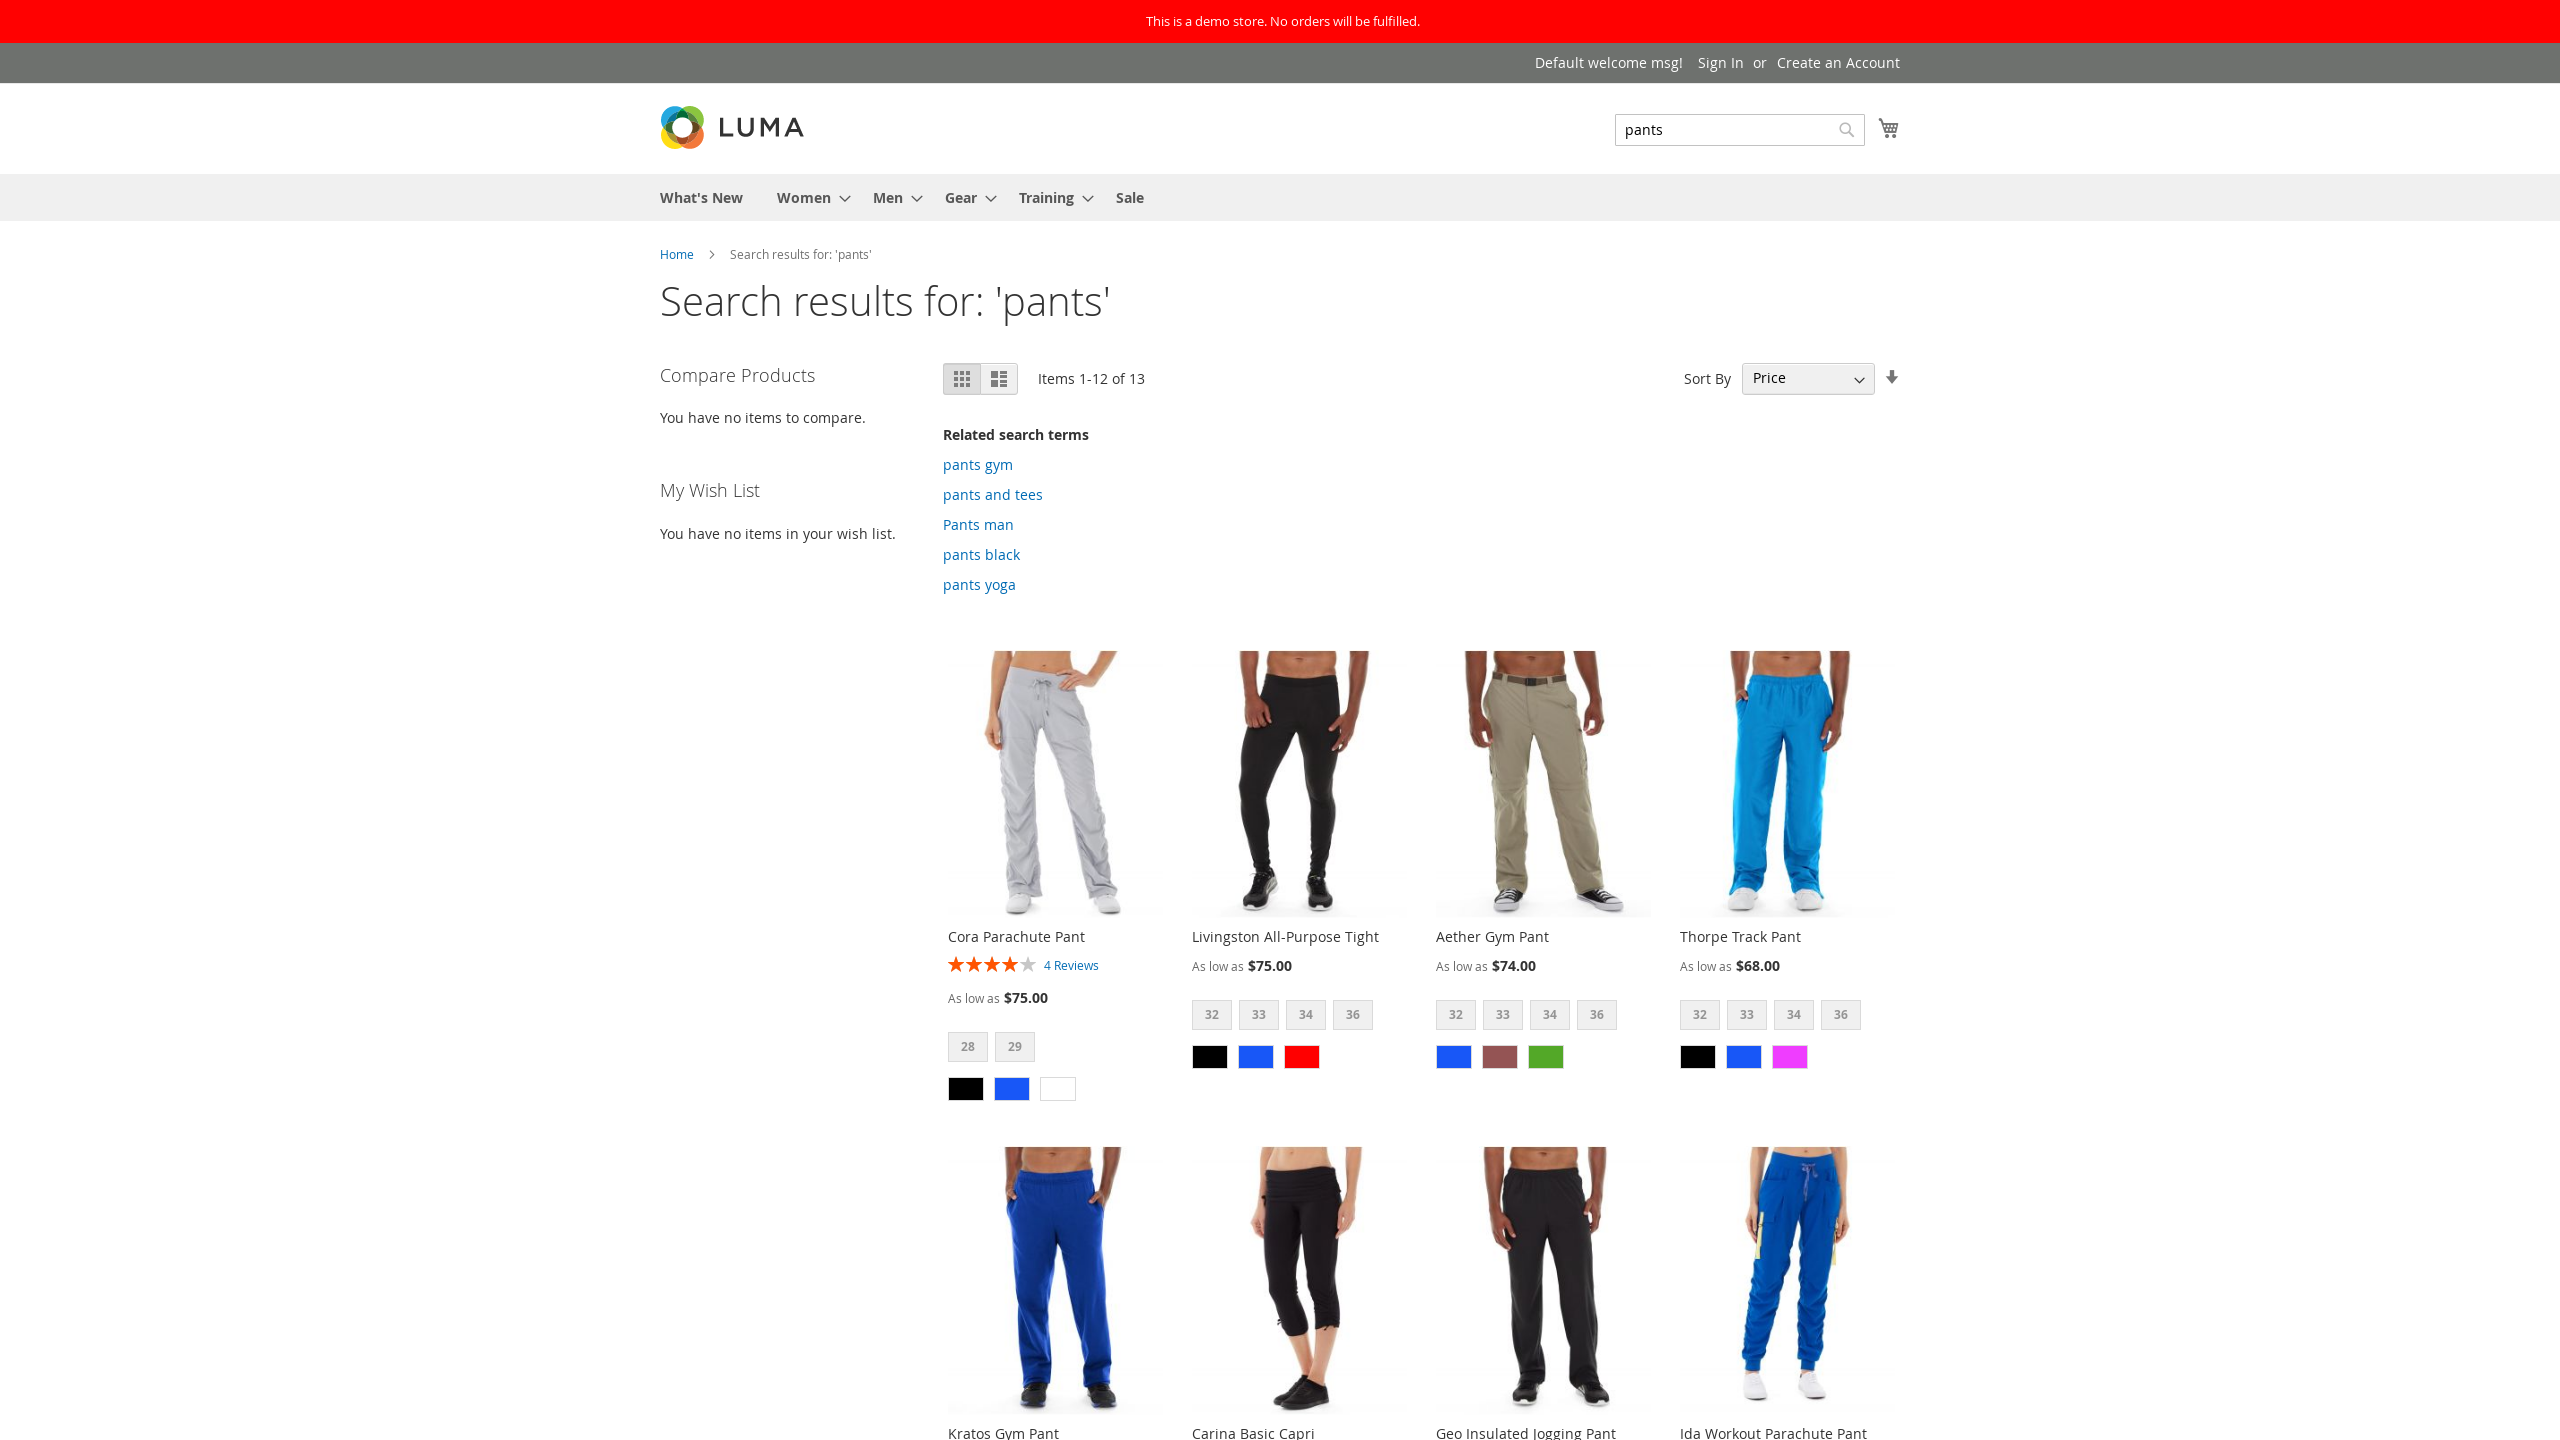 This is a demo store. No orders will be fulfilled.
Default welcome msg! Sign In or Create an Account
LUMA
pants
What's New Women Men Gear Training Sale
Home Search results for: 'pants'
Search results for: 'pants'
Compare Products
You have no items to compare.
My Wish List
You have no items in your wish list.
Items 1-12 of 13
Sort By Price
Related search terms
pants gym
pants and tees
Pants man
pants black
pants yoga
Cora Parachute Pant
4 Reviews
As low as $75.00
28 29
Livingston All-Purpose Tight
As low as $75.00
32 33 34 36
Aether Gym Pant
As low as $74.00
32 33 34 36
Thorpe Track Pant
As low as $68.00
32 33 34 36
Kratos Gym Pant
Carina Basic Capri
Geo Insulated Jogging Pant
Ida Workout Parachute Pant